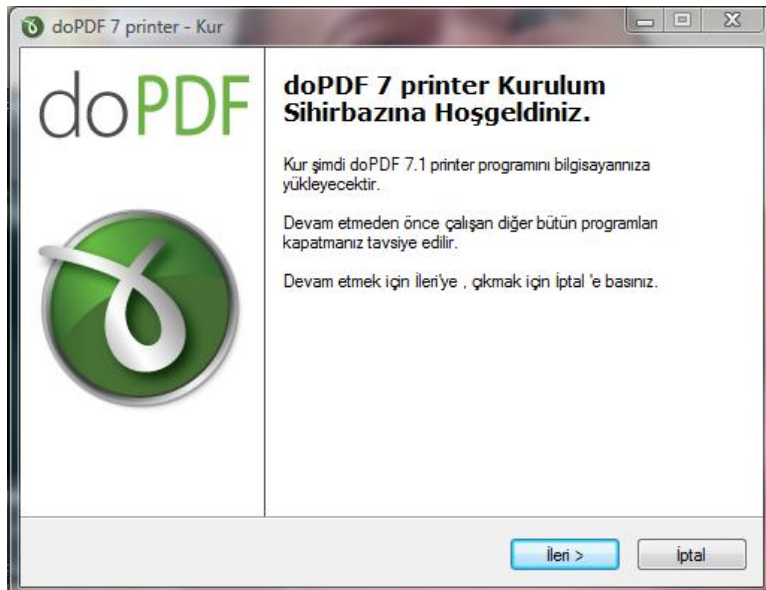 doPDF 7 printer - Kur
doPDF
doPDF 7 printer Kurulum
Sihirbazına Hoşgeldiniz.
Kur şimdi doPDF 7.1 printer programını bilgisayarınıza
yükleyecektir.
Devam etmeden önce çalışan diğer bütün programları
kapatmanız tavsiye edilir.
Devam etmek için İleri'ye , çıkmak için İptal 'e basınız.
İleri >
İptal